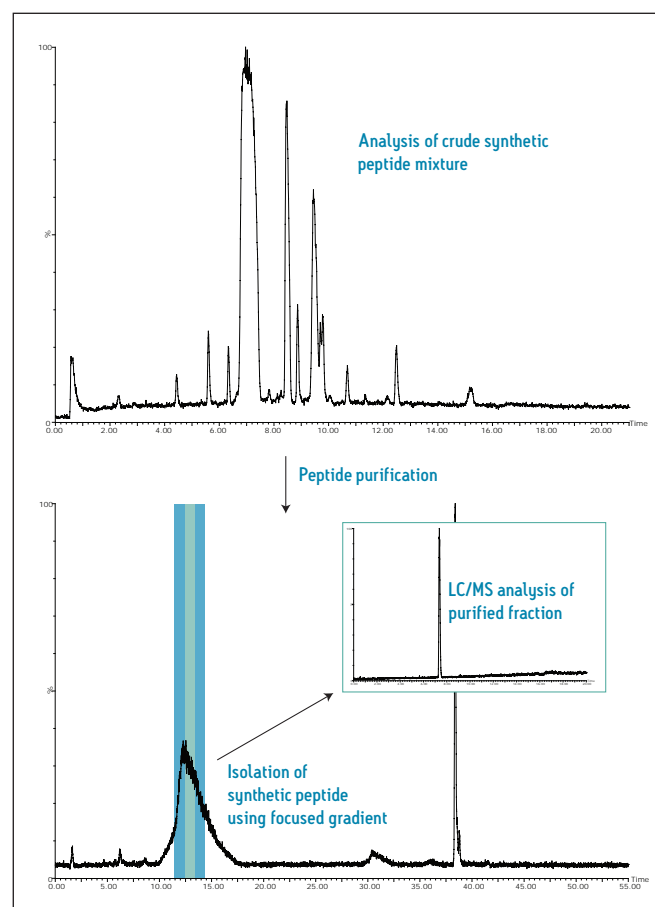 100
Analysis of crude synthetic
peptide mixture
%
0
Time
0.00 2.00 4.00 6.00 8.00 10.00 12.00 14.00 16.00 18.00 20.00
Peptide purification
100
LC/MS analysis of
purified fraction
%
Isolation of
synthetic peptide
using focused gradient
0
Time
0.00 5.00 10.00 15.00 20.00 25.00 30.00 35.00 40.00 45.00 50.00 55.00